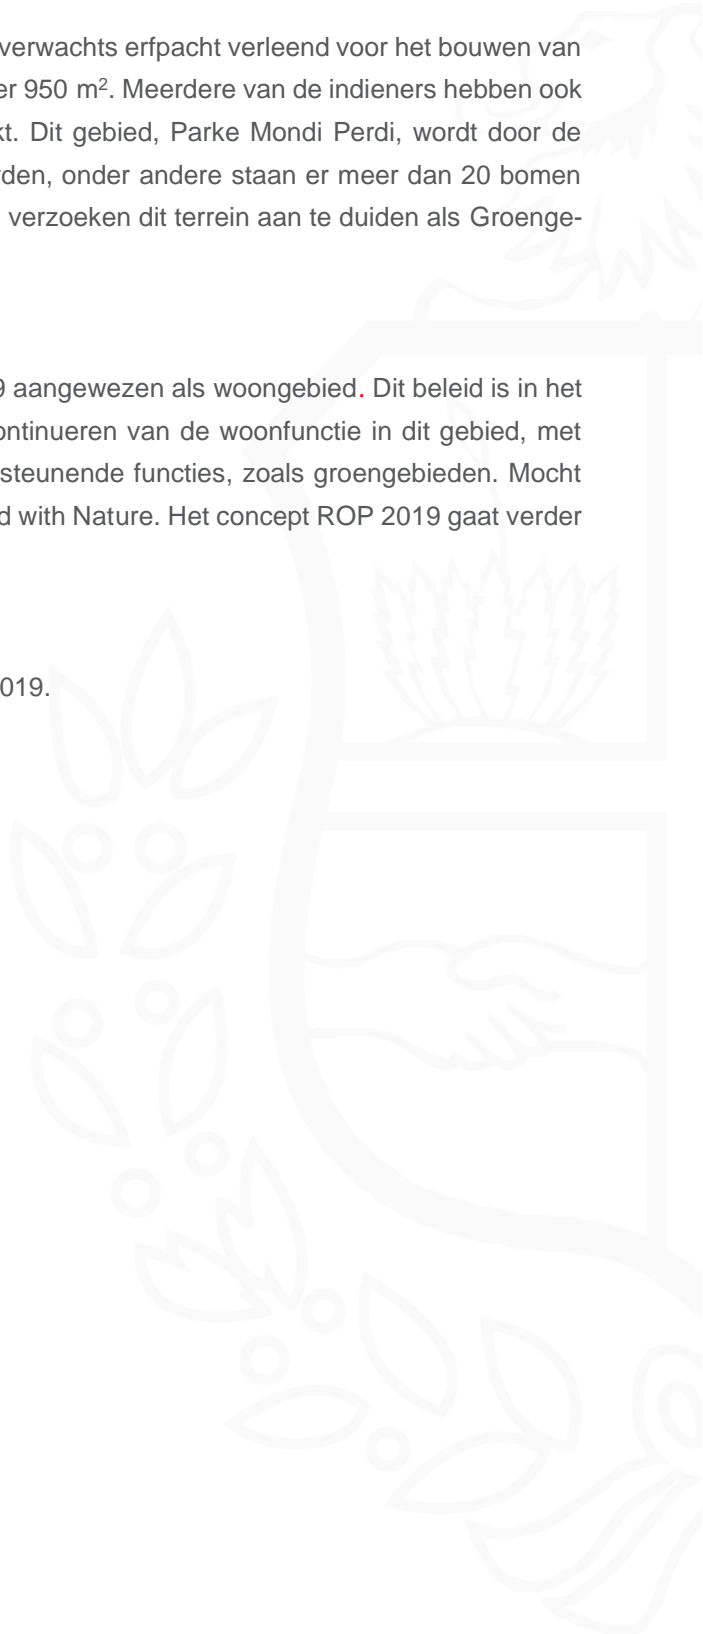 verwachts erfpacht verleend voor het bouwen van
er 950 m². Meerdere van de indieners hebben ook
kt. Dit gebied, Parke Mondi Perdi, wordt door de
rden, onder andere staan er meer dan 20 bomen
verzoeken dit terrein aan te duiden als Groenge-
9 aangewezen als woongebied. Dit beleid is in het
ontinueren van de woonfunctie in dit gebied, met
steunende functies, zoals groengebieden. Mocht
d with Nature. Het concept ROP 2019 gaat verder
019.